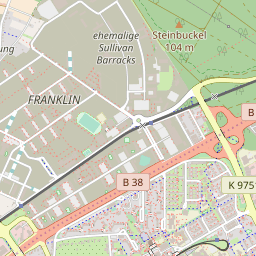 ehemalige
Sullivan
Barracks
Steinbuckel
104 m
ung
FRANKLIN
B
B 38
K 975